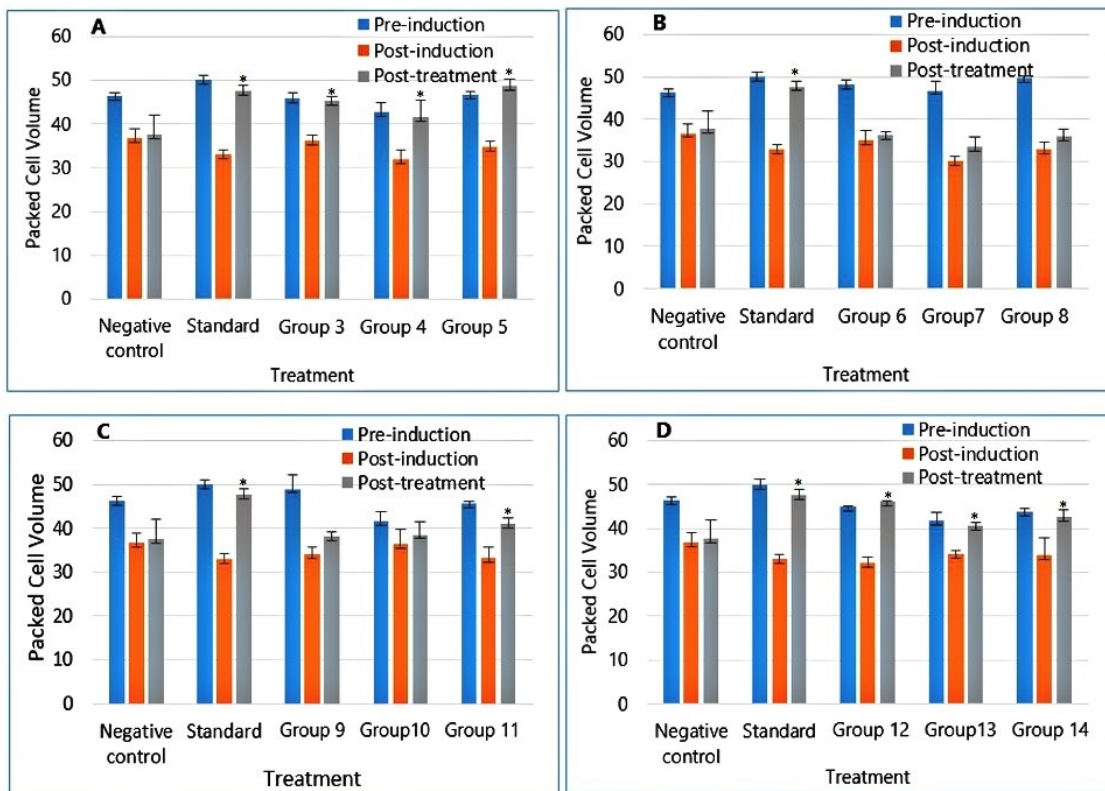 A
Pre-induction
Post-induction
Post-treatment
60
50
40
30
20
10
0
Packed Cell Volume
* * * *
Negative control
Standard
Group 3
Group 4
Group 5
Treatment
B
Pre-induction
Post-induction
Post-treatment
60
50
40
30
20
10
0
Packed Cell Volume
*
Negative control
Standard
Group 6
Group7
Group 8
Treatment
C
Pre-induction
Post-induction
Post-treatment
60
50
40
30
20
10
0
Packed Cell Volume
* *
Negative control
Standard
Group 9
Group10
Group 11
Treatment
D
Pre-induction
Post-induction
Post-treatment
60
50
40
30
20
10
0
Packed Cell Volume
* * * *
Negative control
Standard
Group 12
Group13
Group 14
Treatment